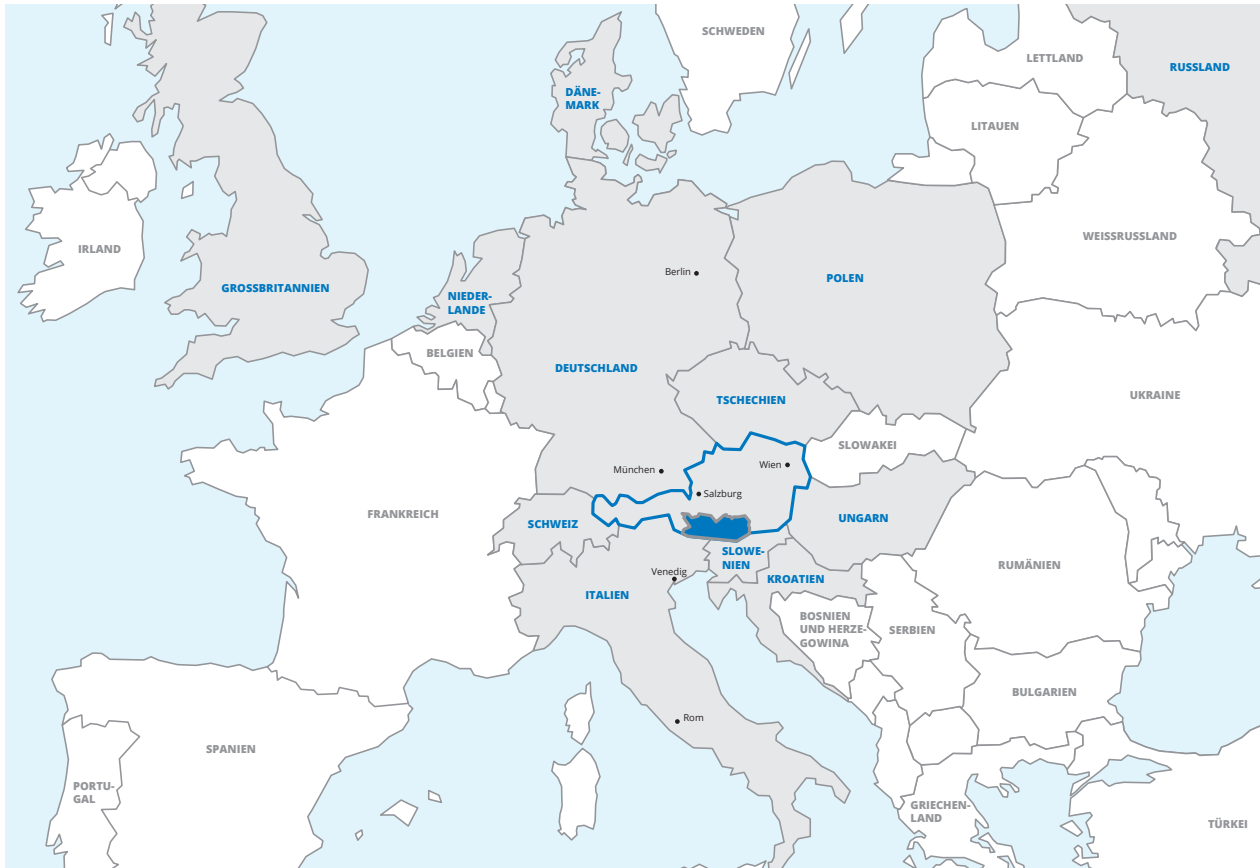 SCHWEDEN
LETTLAND
RUSSLAND
DÄNE-
MARK
LITAUEN
IRLAND
WEISSRUSSLAND
Berlin
POLEN
GROSSBRITANNIEN
NIEDER-
LANDE
BELGIEN
DEUTSCHLAND
TSCHECHIEN
UKRAINE
SLOWAKEI
München
Wien
Salzburg
FRANKREICH
SCHWEIZ
UNGARN
SLOWE-
NIEN
RUMÄNIEN
Venedig
KROATIEN
ITALIEN
BOSNIEN
UND HERZE-
GOWINA
SERBIEN
BULGARIEN
Rom
SPANIEN
PORTU-
GAL
GRIECHEN-
LAND
TÜRKEI